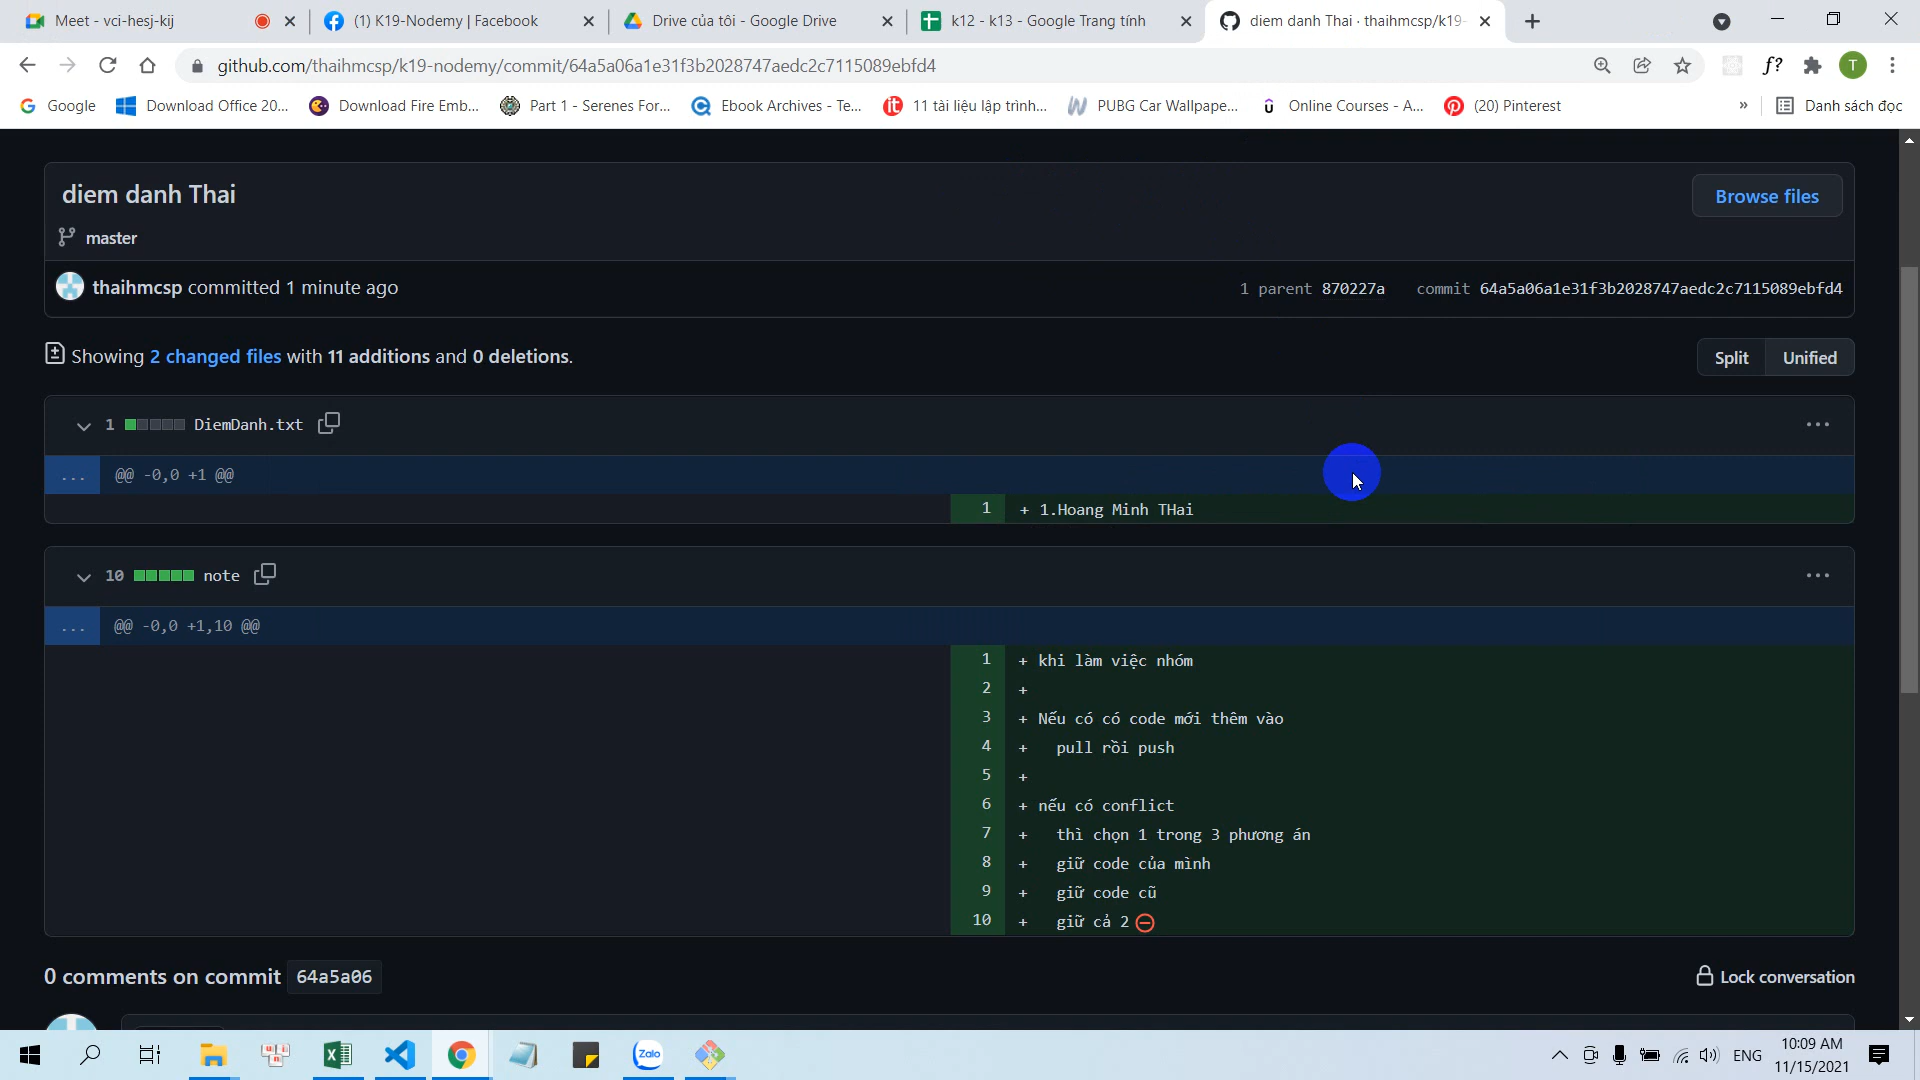 Meet - vci-hesj-kij
(1) K19-Nodemy | Facebook
Drive của tôi - Google Drive
k12 - k13 - Google Trang tính
diem danh Thai · thaihmcsp/k19-
github.com/thaihmcsp/k19-nodemy/commit/64a5a06a1e31f3b2028747aedc2c7115089ebfd4
f?
T
Google
Download Office 20...
Download Fire Emb...
Part 1 - Serenes For...
Ebook Archives - Te...
11 tài liệu lập trình...
PUBG Car Wallpape...
Online Courses - A...
(20) Pinterest
»
Danh sách đọc
diem danh Thai
Browse files
master
thaihmcsp committed 1 minute ago
1 parent 870227a commit 64a5a06a1e31f3b2028747aedc2c7115089ebfd4
Showing 2 changed files with 11 additions and 0 deletions.
Split
Unified
1 DiemDanh.txt
...
... @@ -0,0 +1 @@
1 + 1.Hoang Minh THai
10 note
...
... @@ -0,0 +1,10 @@
1 + khi làm việc nhóm
2 +
3 + Nếu có có code mới thêm vào
4 + pull rồi push
5 +
6 + nếu có conflict
7 + thì chọn 1 trong 3 phương án
8 + giữ code của mình
9 + giữ code cũ
10 + giữ cả 2
0 comments on commit 64a5a06
Lock conversation
Zalo
ENG
10:09 AM
11/15/2021